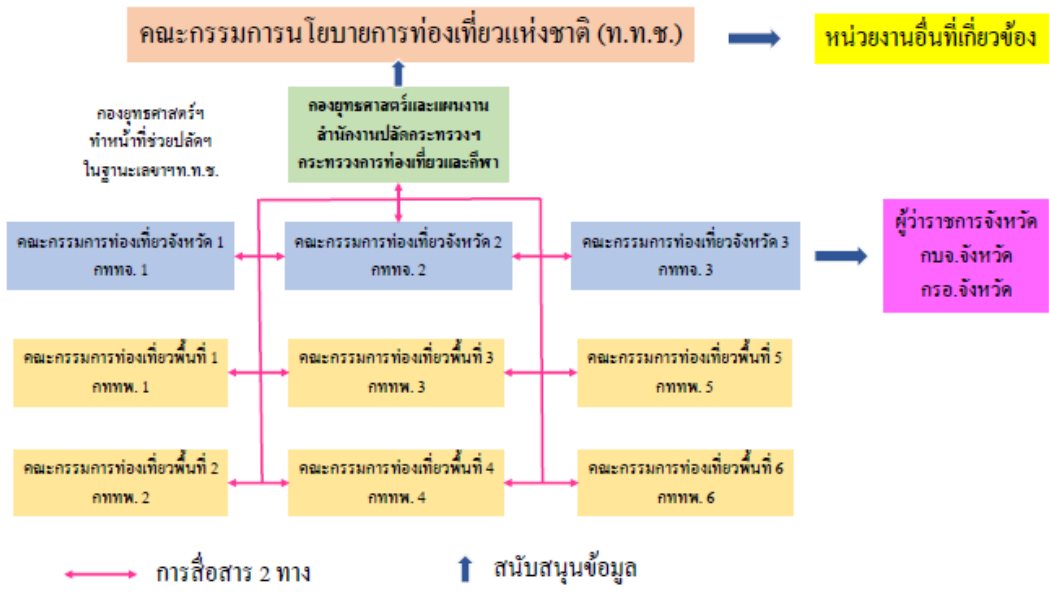 คณะกรรมการนโยบายการท่องเที่ยวแห่งชาติ (ท.ท.ช.)
หน่วยงานอื่นที่เกี่ยวข้อง
กองยุทธศาสตร์ฯ
ทำหน้าที่ช่วยปลัดฯ
ในฐานะเลขาฯท.ท.ช.
กองยุทธศาสตร์และแผนงาน
สำนักงานปลัดกระทรวงฯ
กระทรวงการท่องเที่ยวและกีฬา
คณะกรรมการท่องเที่ยวจังหวัด 1
กททจ. 1
คณะกรรมการท่องเที่ยวจังหวัด 2
กททจ. 2
คณะกรรมการท่องเที่ยวจังหวัด 3
กททจ. 3
ผู้ว่าราชการจังหวัด
กบจ.จังหวัด
กรอ.จังหวัด
คณะกรรมการท่องเที่ยวพื้นที่ 1
กททพ. 1
คณะกรรมการท่องเที่ยวพื้นที่ 3
กททพ. 3
คณะกรรมการท่องเที่ยวพื้นที่ 5
กททพ. 5
คณะกรรมการท่องเที่ยวพื้นที่ 2
กททพ. 2
คณะกรรมการท่องเที่ยวพื้นที่ 4
กททพ. 4
คณะกรรมการท่องเที่ยวพื้นที่ 6
กททพ. 6
การสื่อสาร 2 ทาง
สนับสนุนข้อมูล